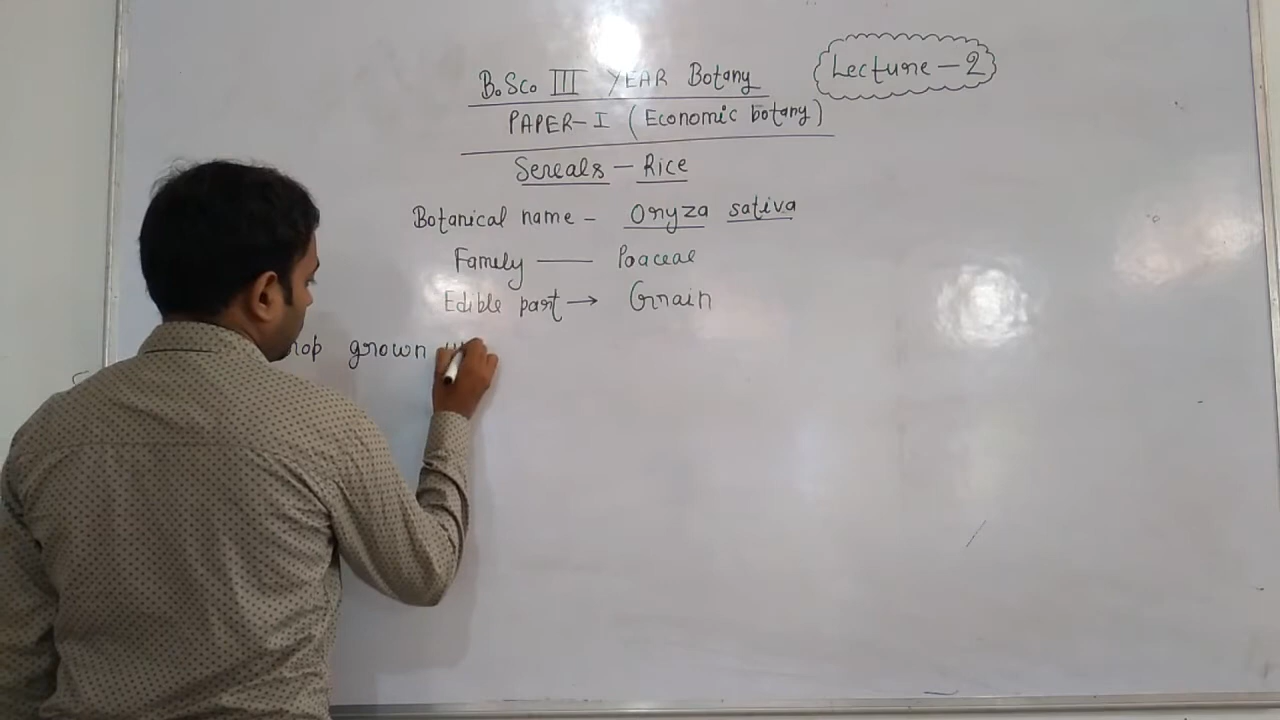 B.Sc. III YEAR Botany
Lecture-2
PAPER-I (Economic botany)
Sereals - Rice
Botanical name - Oryza sativa
Family — Poaceae
Edible part → Grain
grown